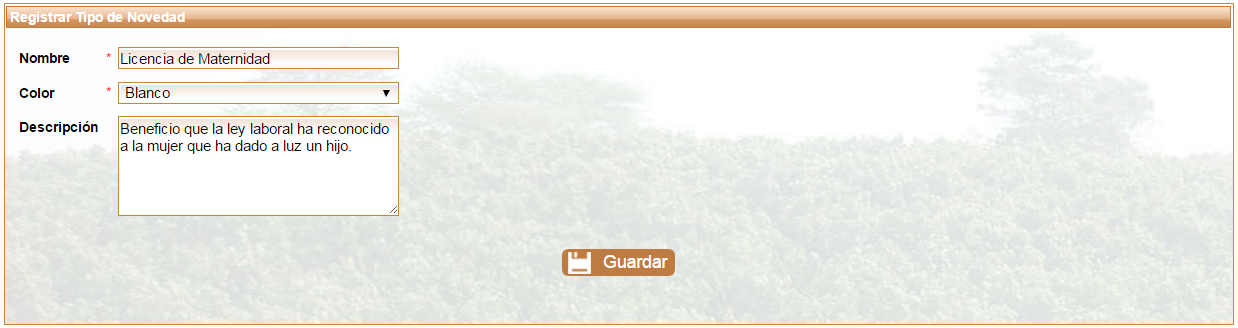 Registrar Tipo de Novedad
Nombre * Licencia de Maternidad
Color * Blanco
Descripción Beneficio que la ley laboral ha reconocido
a la mujer que ha dado a luz un hijo.
Guardar